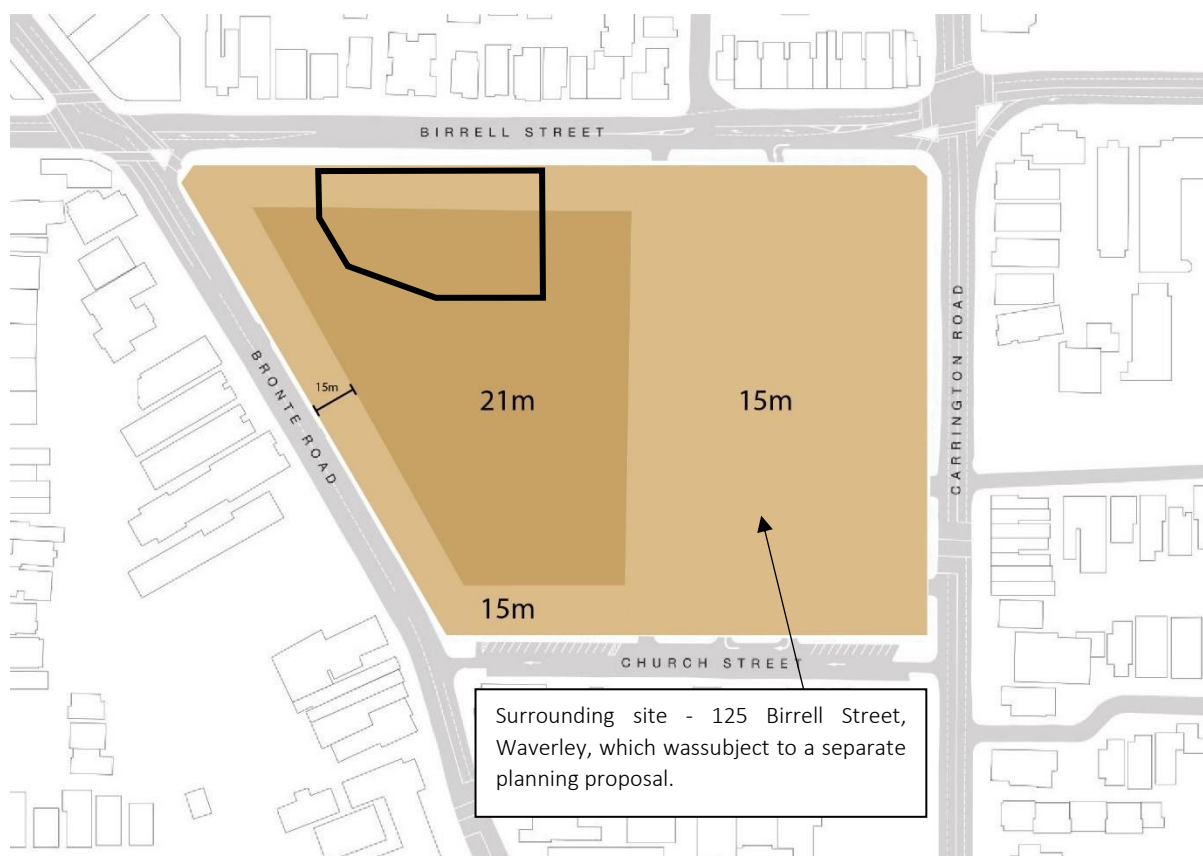 BIRRELL STREET
BRONTE ROAD
15m
21m
15m
CARRINGTON ROAD
15m
CHURCH STREET
Surrounding site - 125 Birrell Street,
Waverley, which wassubject to a separate
planning proposal.